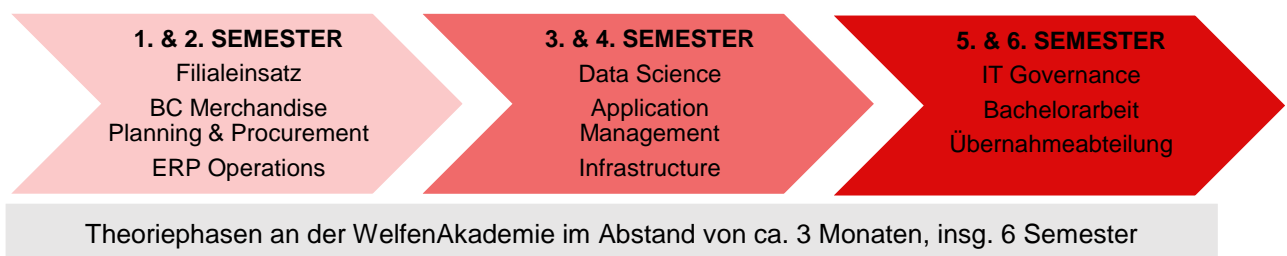 1. & 2. SEMESTER
Filialeinsatz
BC Merchandise
Planning & Procurement
ERP Operations
3. & 4. SEMESTER
Data Science
Application
Management
Infrastructure
5. & 6. SEMESTER
IT Governance
Bachelorarbeit
Übernahmeabteilung
Theoriephasen an der WelfenAkademie im Abstand von ca. 3 Monaten, insg. 6 Semester